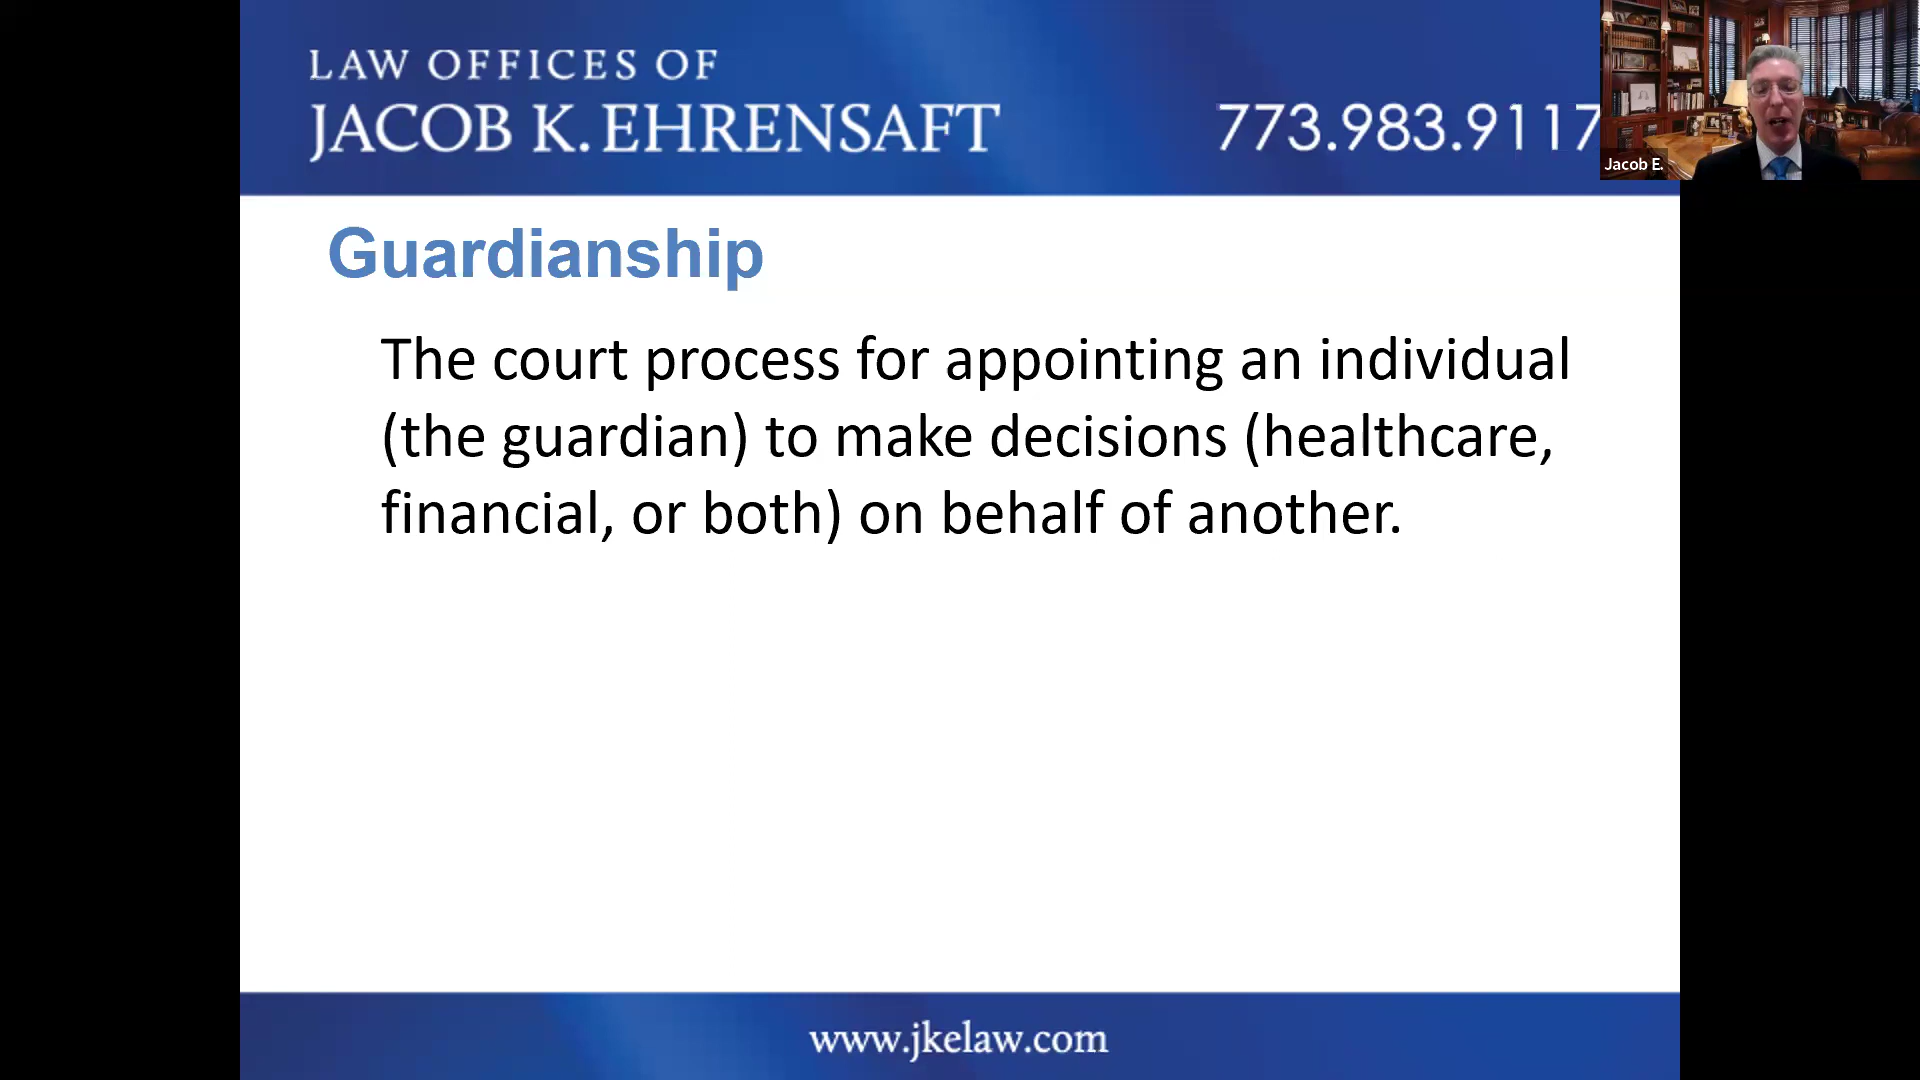 LAW OFFICES OF
JACOB K. EHRENSAFT
773.983.9117
Jacob E.
Guardianship
The court process for appointing an individual
(the guardian) to make decisions (healthcare,
financial, or both) on behalf of another.
www.jkelaw.com